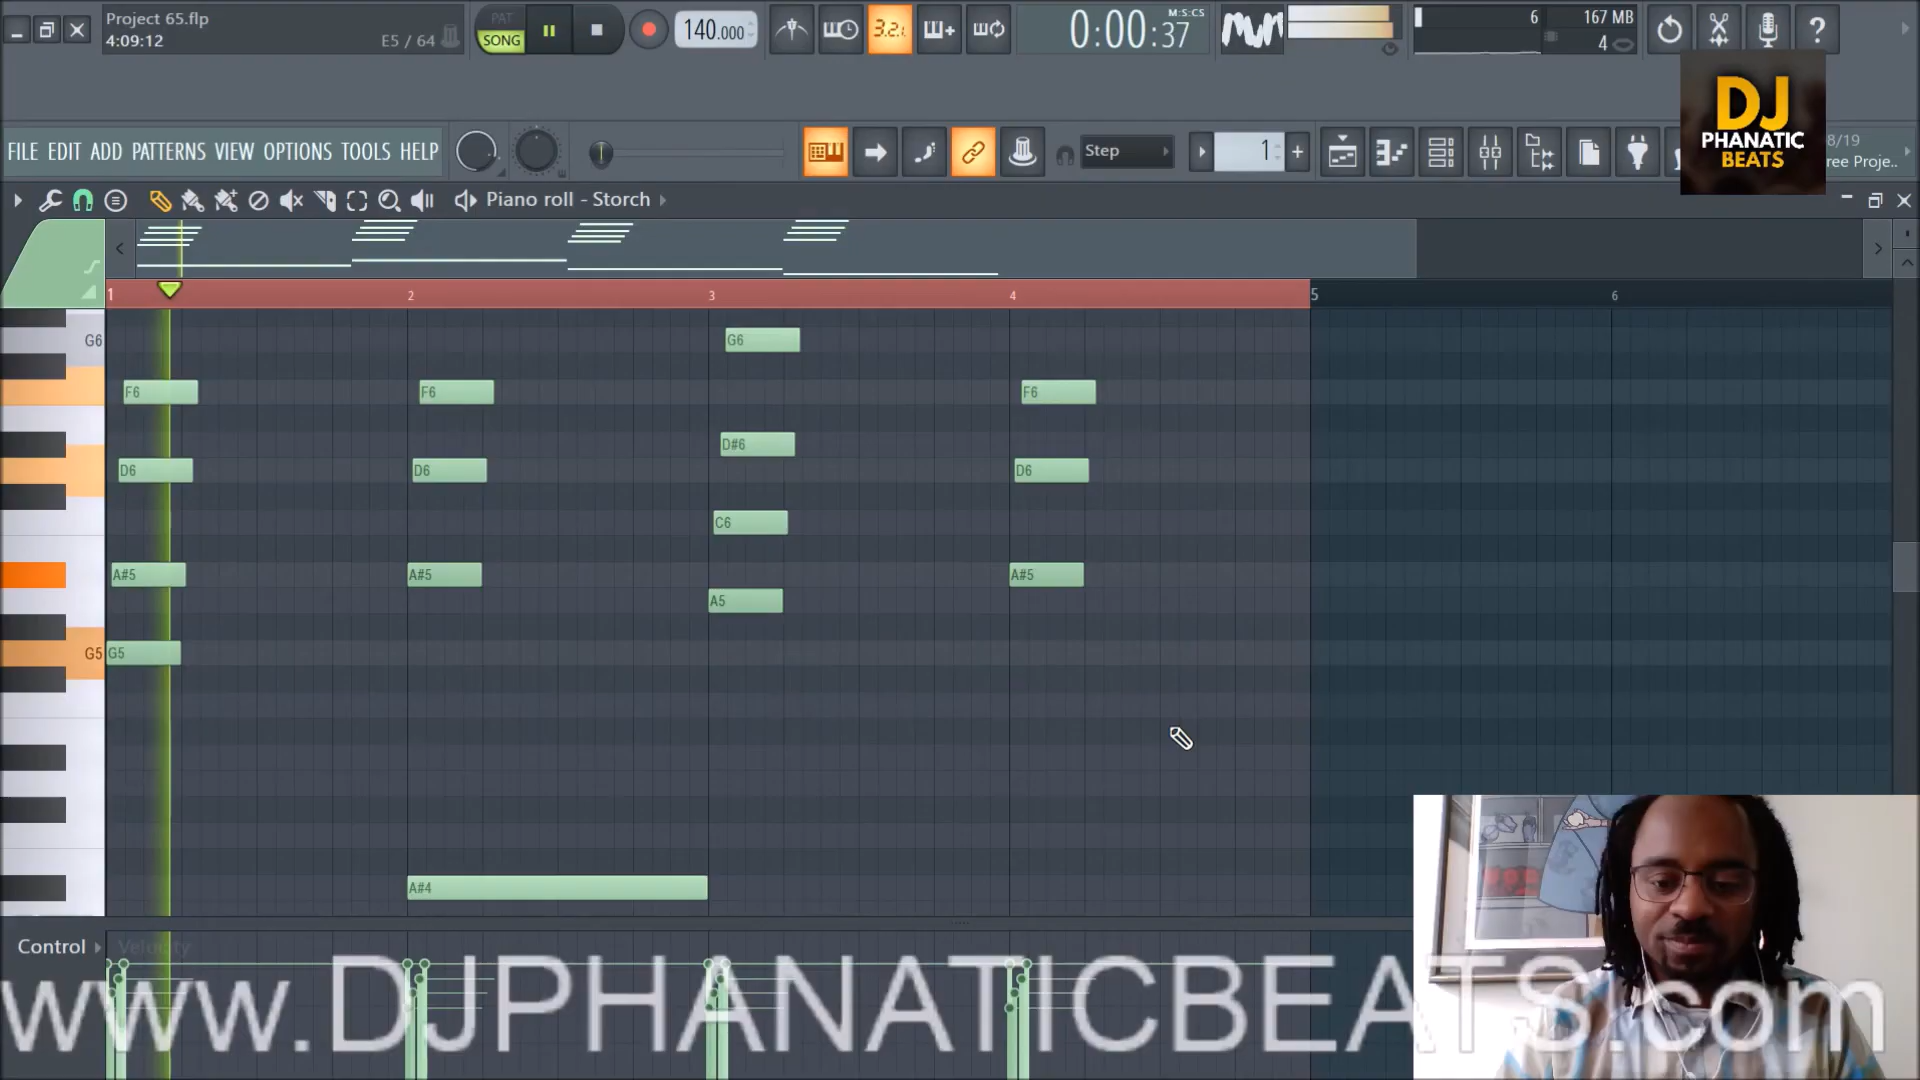 Project 65.flp
4:09:12
E5 / 64
PAT
SONG
140.000
3.2.
0:00:37
M:S:CS
6
167 MB
4
?
DJ
PHANATIC
BEATS
FILE EDIT ADD PATTERNS VIEW OPTIONS TOOLS HELP
Step
1
+
8/19
ree Proje..
Piano roll - Storch
1
2
3
4
5
6
G6
G6
F6
F6
F6
D#6
D6
D6
D6
C6
A#5
A#5
A#5
A5
G5
G5
A#4
Control
Velocity
www.DJPHANATICBEATS.com